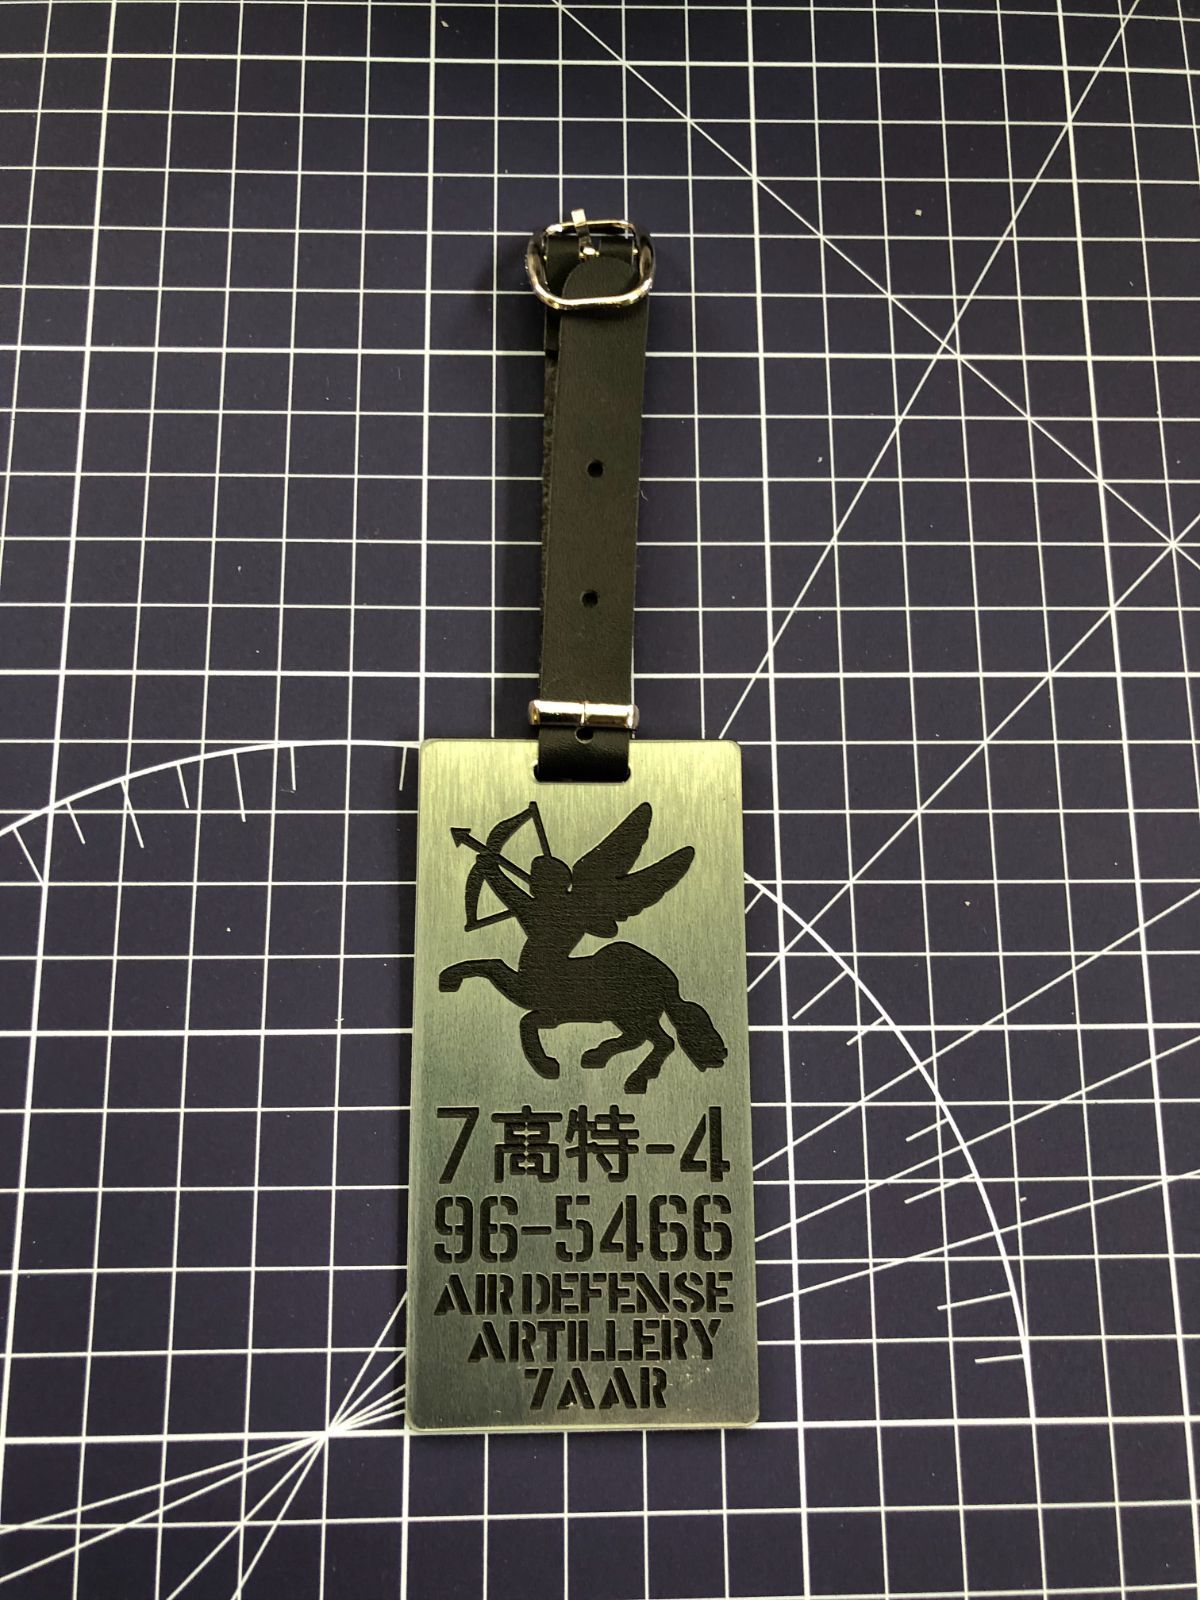 7高特-4
96-5466
AIR DEFENSE
ARTILLERY
7AAR